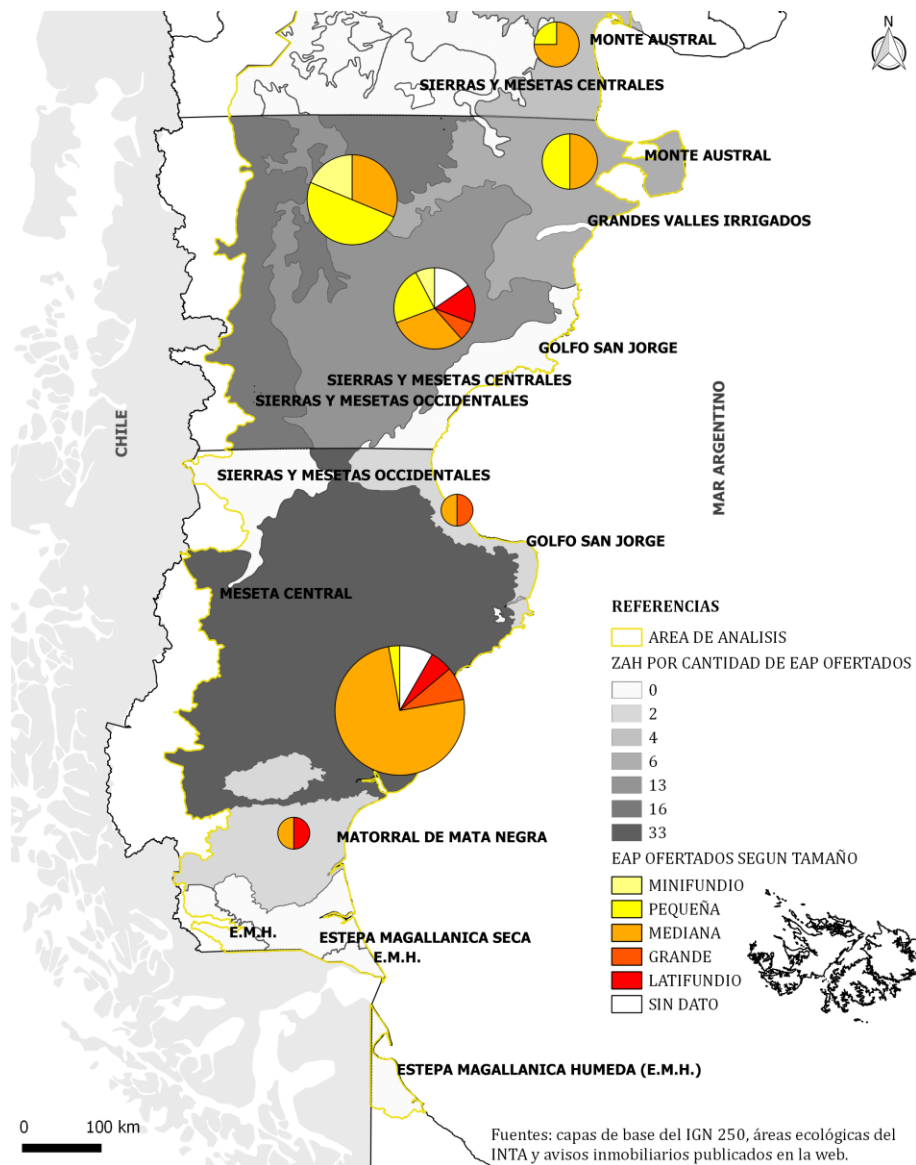 N
MONTE AUSTRAL
SIERRAS Y MESETAS CENTRALES
MONTE AUSTRAL
GRANDES VALLES IRRIGADOS
GOLFO SAN JORGE
SIERRAS Y MESETAS CENTRALES
SIERRAS Y MESETAS OCCIDENTALES
CHILE
MAR ARGENTINO
SIERRAS Y MESETAS OCCIDENTALES
GOLFO SAN JORGE
MESETA CENTRAL
MATORRAL DE MATA NEGRA
E.M.H.
ESTEPA MAGALLANICA SECA
E.M.H.
ESTEPA MAGALLANICA HUMEDA (E.M.H.)
REFERENCIAS
AREA DE ANALISIS
ZAH POR CANTIDAD DE EAP OFERTADOS
0
2
4
6
13
16
33
EAP OFERTADOS SEGUN TAMAÑO
MINIFUNDIO
PEQUEÑA
MEDIANA
GRANDE
LATIFUNDIO
SIN DATO
0 100 km
Fuentes: capas de base del IGN 250, áreas ecológicas del
INTA y avisos inmobiliarios publicados en la web.